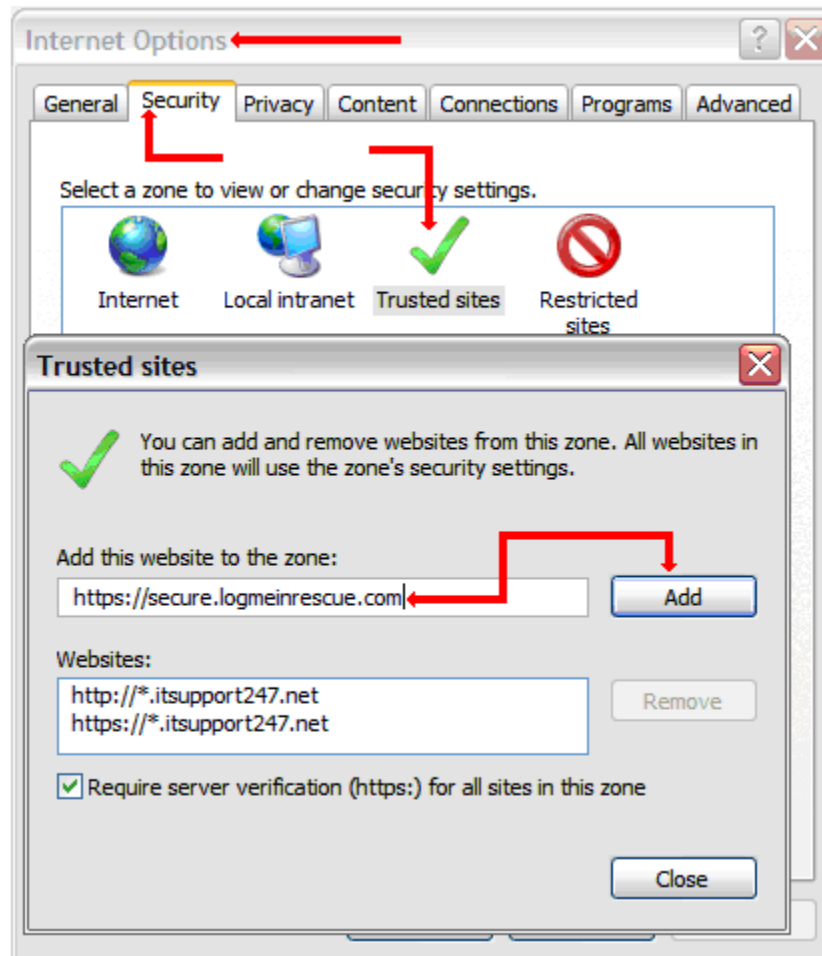 Internet Options
?
General Security Privacy Content Connections Programs Advanced
Select a zone to view or change security settings.
Internet Local intranet Trusted sites Restricted
sites
Trusted sites
You can add and remove websites from this zone. All websites in
this zone will use the zone's security settings.
Add this website to the zone:
https://secure.logmeinrescue.com Add
Websites:
http://*.itsupport247.net Remove
https://*.itsupport247.net
Require server verification (https:) for all sites in this zone
Close